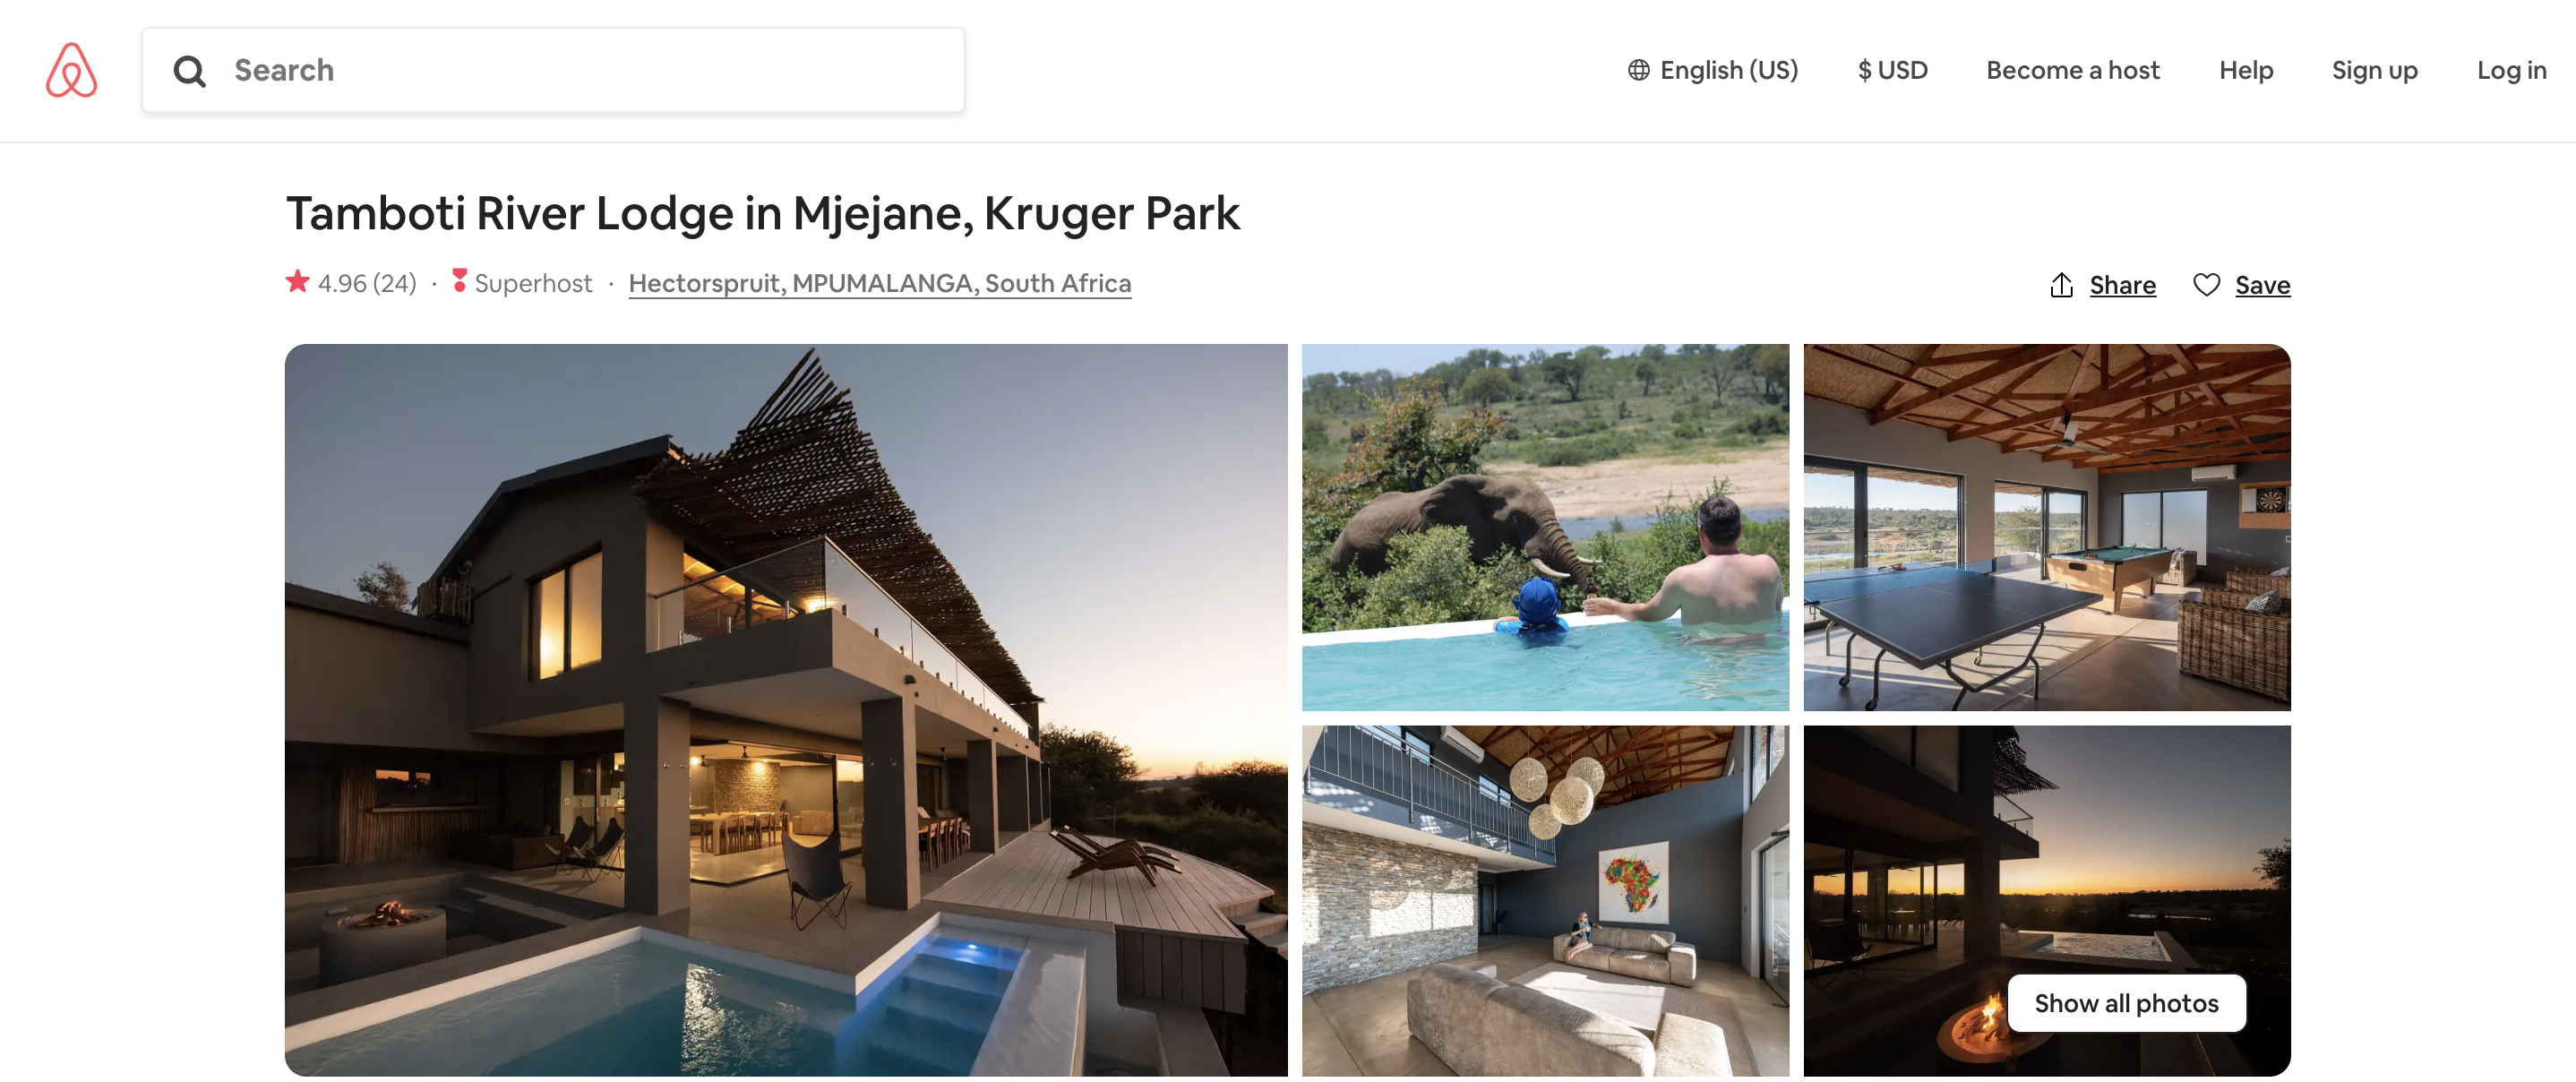 Search
English (US)
$ USD
Become a host
Help
Sign up
Log in
Tamboti River Lodge in Mjejane, Kruger Park
4.96 (24) · Superhost · Hectorspruit, MPUMALANGA, South Africa
Share
Save
Show all photos